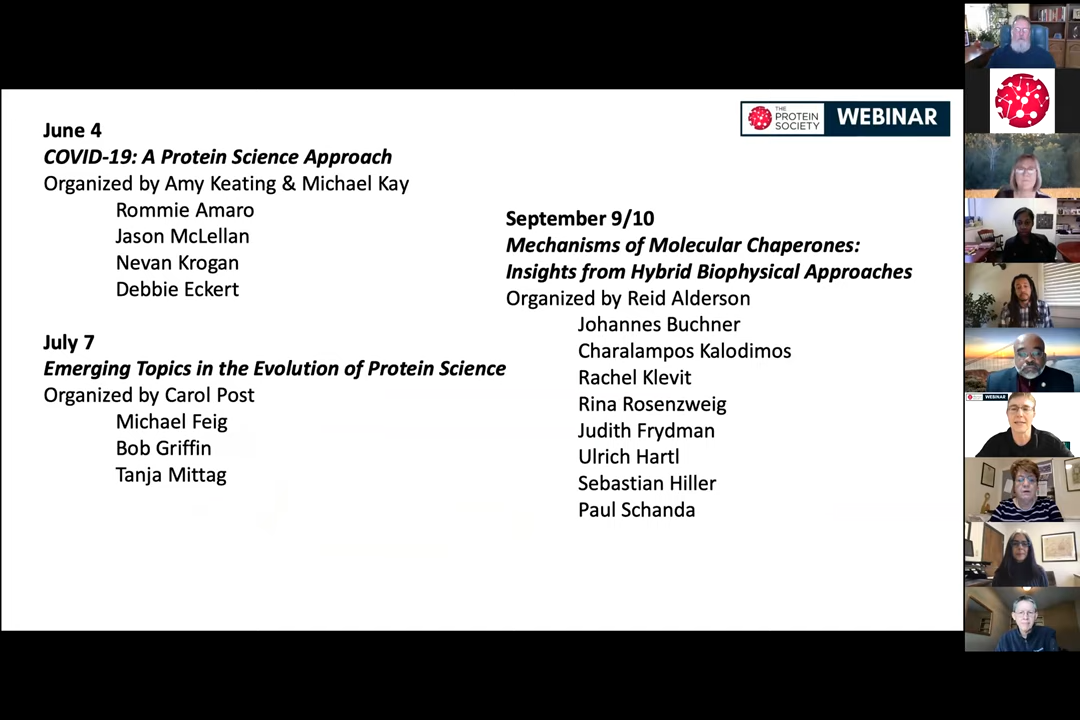 June 4
COVID-19: A Protein Science Approach
Organized by Amy Keating & Michael Kay
Rommie Amaro
Jason McLellan
Nevan Krogan
Debbie Eckert
July 7
Emerging Topics in the Evolution of Protein Science
Organized by Carol Post
Michael Feig
Bob Griffin
Tanja Mittag
THE
PROTEIN
SOCIETY
WEBINAR
September 9/10
Mechanisms of Molecular Chaperones:
Insights from Hybrid Biophysical Approaches
Organized by Reid Alderson
Johannes Buchner
Charalampos Kalodimos
Rachel Klevit
Rina Rosenzweig
Judith Frydman
Ulrich Hartl
Sebastian Hiller
Paul Schanda
WEBINAR